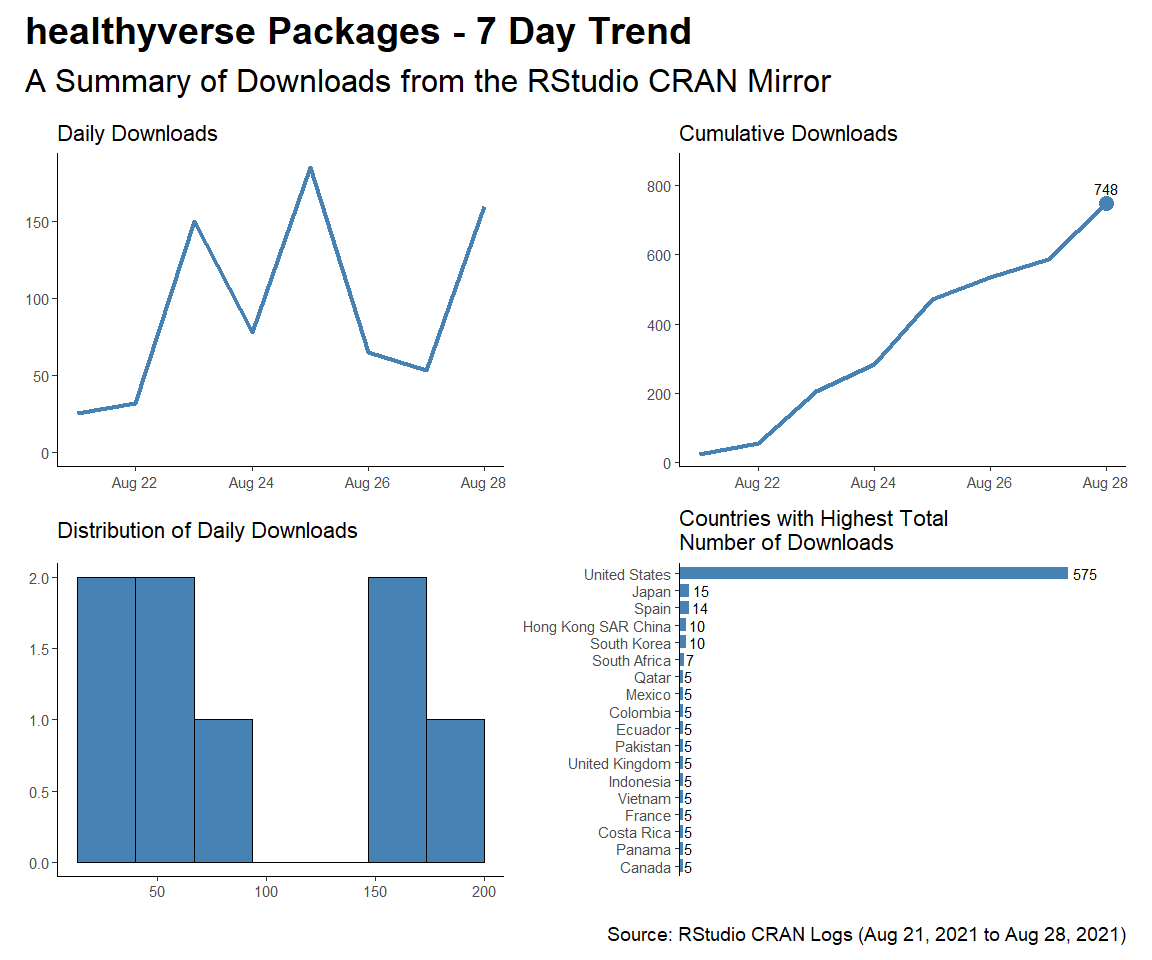 healthyverse Packages - 7 Day Trend
A Summary of Downloads from the RStudio CRAN Mirror
Daily Downloads
150
100
50
0
Aug 22 Aug 24 Aug 26 Aug 28
Cumulative Downloads
800
600
400
200
0
748
Aug 22 Aug 24 Aug 26 Aug 28
Distribution of Daily Downloads
2.0
1.5
1.0
0.5
0.0
50 100 150 200
Countries with Highest Total
Number of Downloads
United States 575
Japan 15
Spain 14
Hong Kong SAR China 10
South Korea 10
South Africa 7
Qatar 5
Mexico 5
Colombia 5
Ecuador 5
Pakistan 5
United Kingdom 5
Indonesia 5
Vietnam 5
France 5
Costa Rica 5
Panama 5
Canada 5
Source: RStudio CRAN Logs (Aug 21, 2021 to Aug 28, 2021)